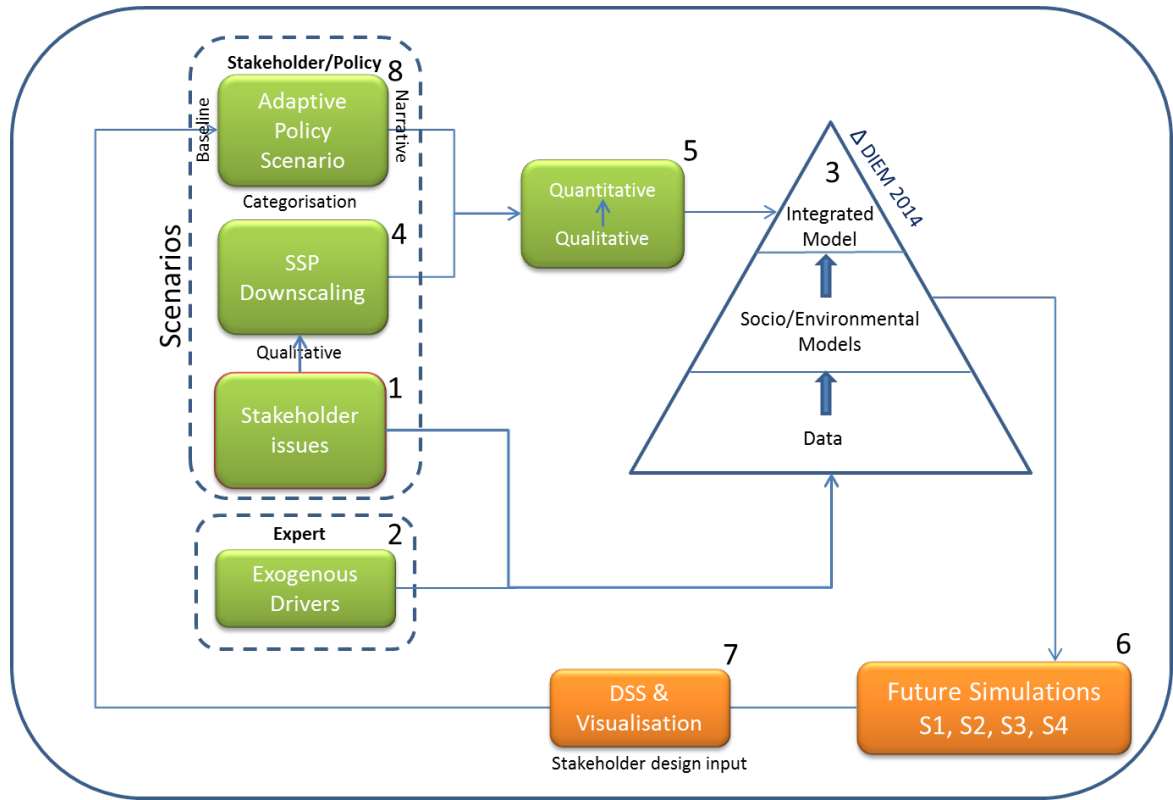 Stakeholder/Policy
8
Baseline
Adaptive
Policy
Scenario
Narrative
Categorisation
4
SSP
Downscaling
Qualitative
1
Stakeholder
issues
Scenarios
Expert
2
Exogenous
Drivers
5
Quantitative
Qualitative
Δ DIEM 2014
3
Integrated
Model
Socio/Environmental
Models
Data
6
Future Simulations
S1, S2, S3, S4
7
DSS &
Visualisation
Stakeholder design input